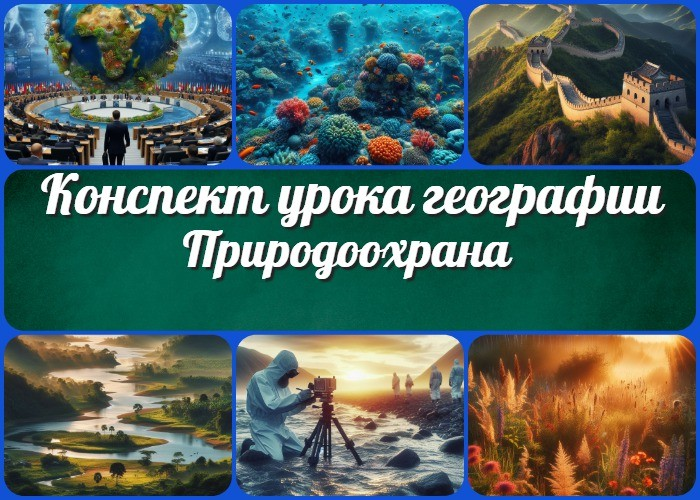 Конспект урока географии
Природоохрана